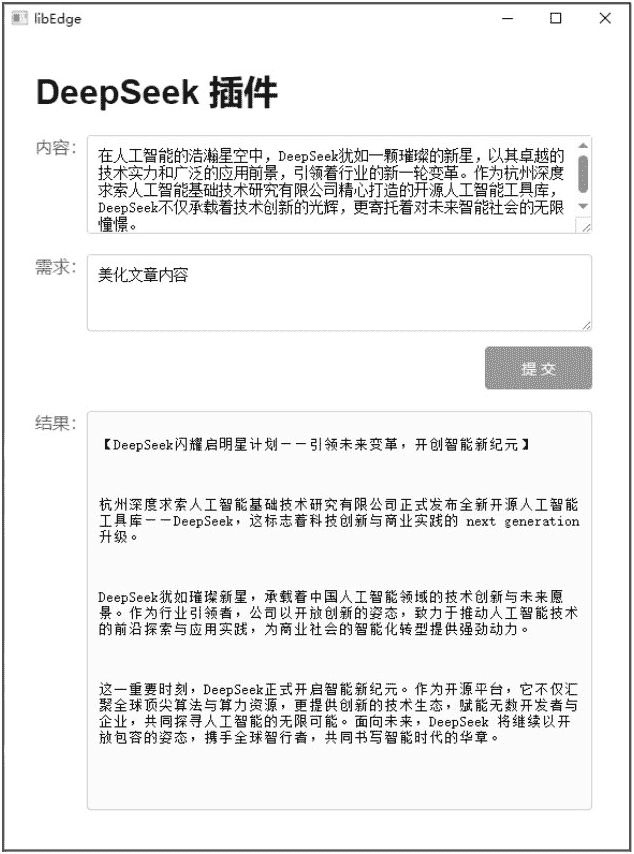 libEdge
DeepSeek 插件
内容：
在人工智能的浩瀚星空中，DeepSeek犹如一颗璀璨的新星，以其卓越的
技术实力和广泛的应用前景，引领着行业的新一轮变革。作为杭州深度
求索人工智能基础技术研究有限公司精心打造的开源人工智能工具库，
DeepSeek不仅承载着技术创新的光辉，更寄托着对未来智能社会的无限
憧憬。
需求：
美化文章内容
提交
结果：
【DeepSeek闪耀启明星计划——引领未来变革，开创智能新纪元】
杭州深度求索人工智能基础技术研究有限公司正式发布全新开源人工智能
工具库——DeepSeek，这标志着科技创新与商业实践的 next generation
升级。
DeepSeek犹如璀璨新星，承载着中国人工智能领域的技术创新与未来愿
景。作为行业引领者，公司以开放创新的姿态，致力于推动人工智能技术
的前沿探索与应用实践，为商业社会的智能化转型提供强劲动力。
这一重要时刻，DeepSeek正式开启智能新纪元。作为开源平台，它不仅汇
聚全球顶尖算法与算力资源，更提供创新的技术生态，赋能无数开发者与
企业，共同探寻人工智能的无限可能。面向未来，DeepSeek 将继续以开
放包容的姿态，携手全球智行者，共同书写智能时代的华章。